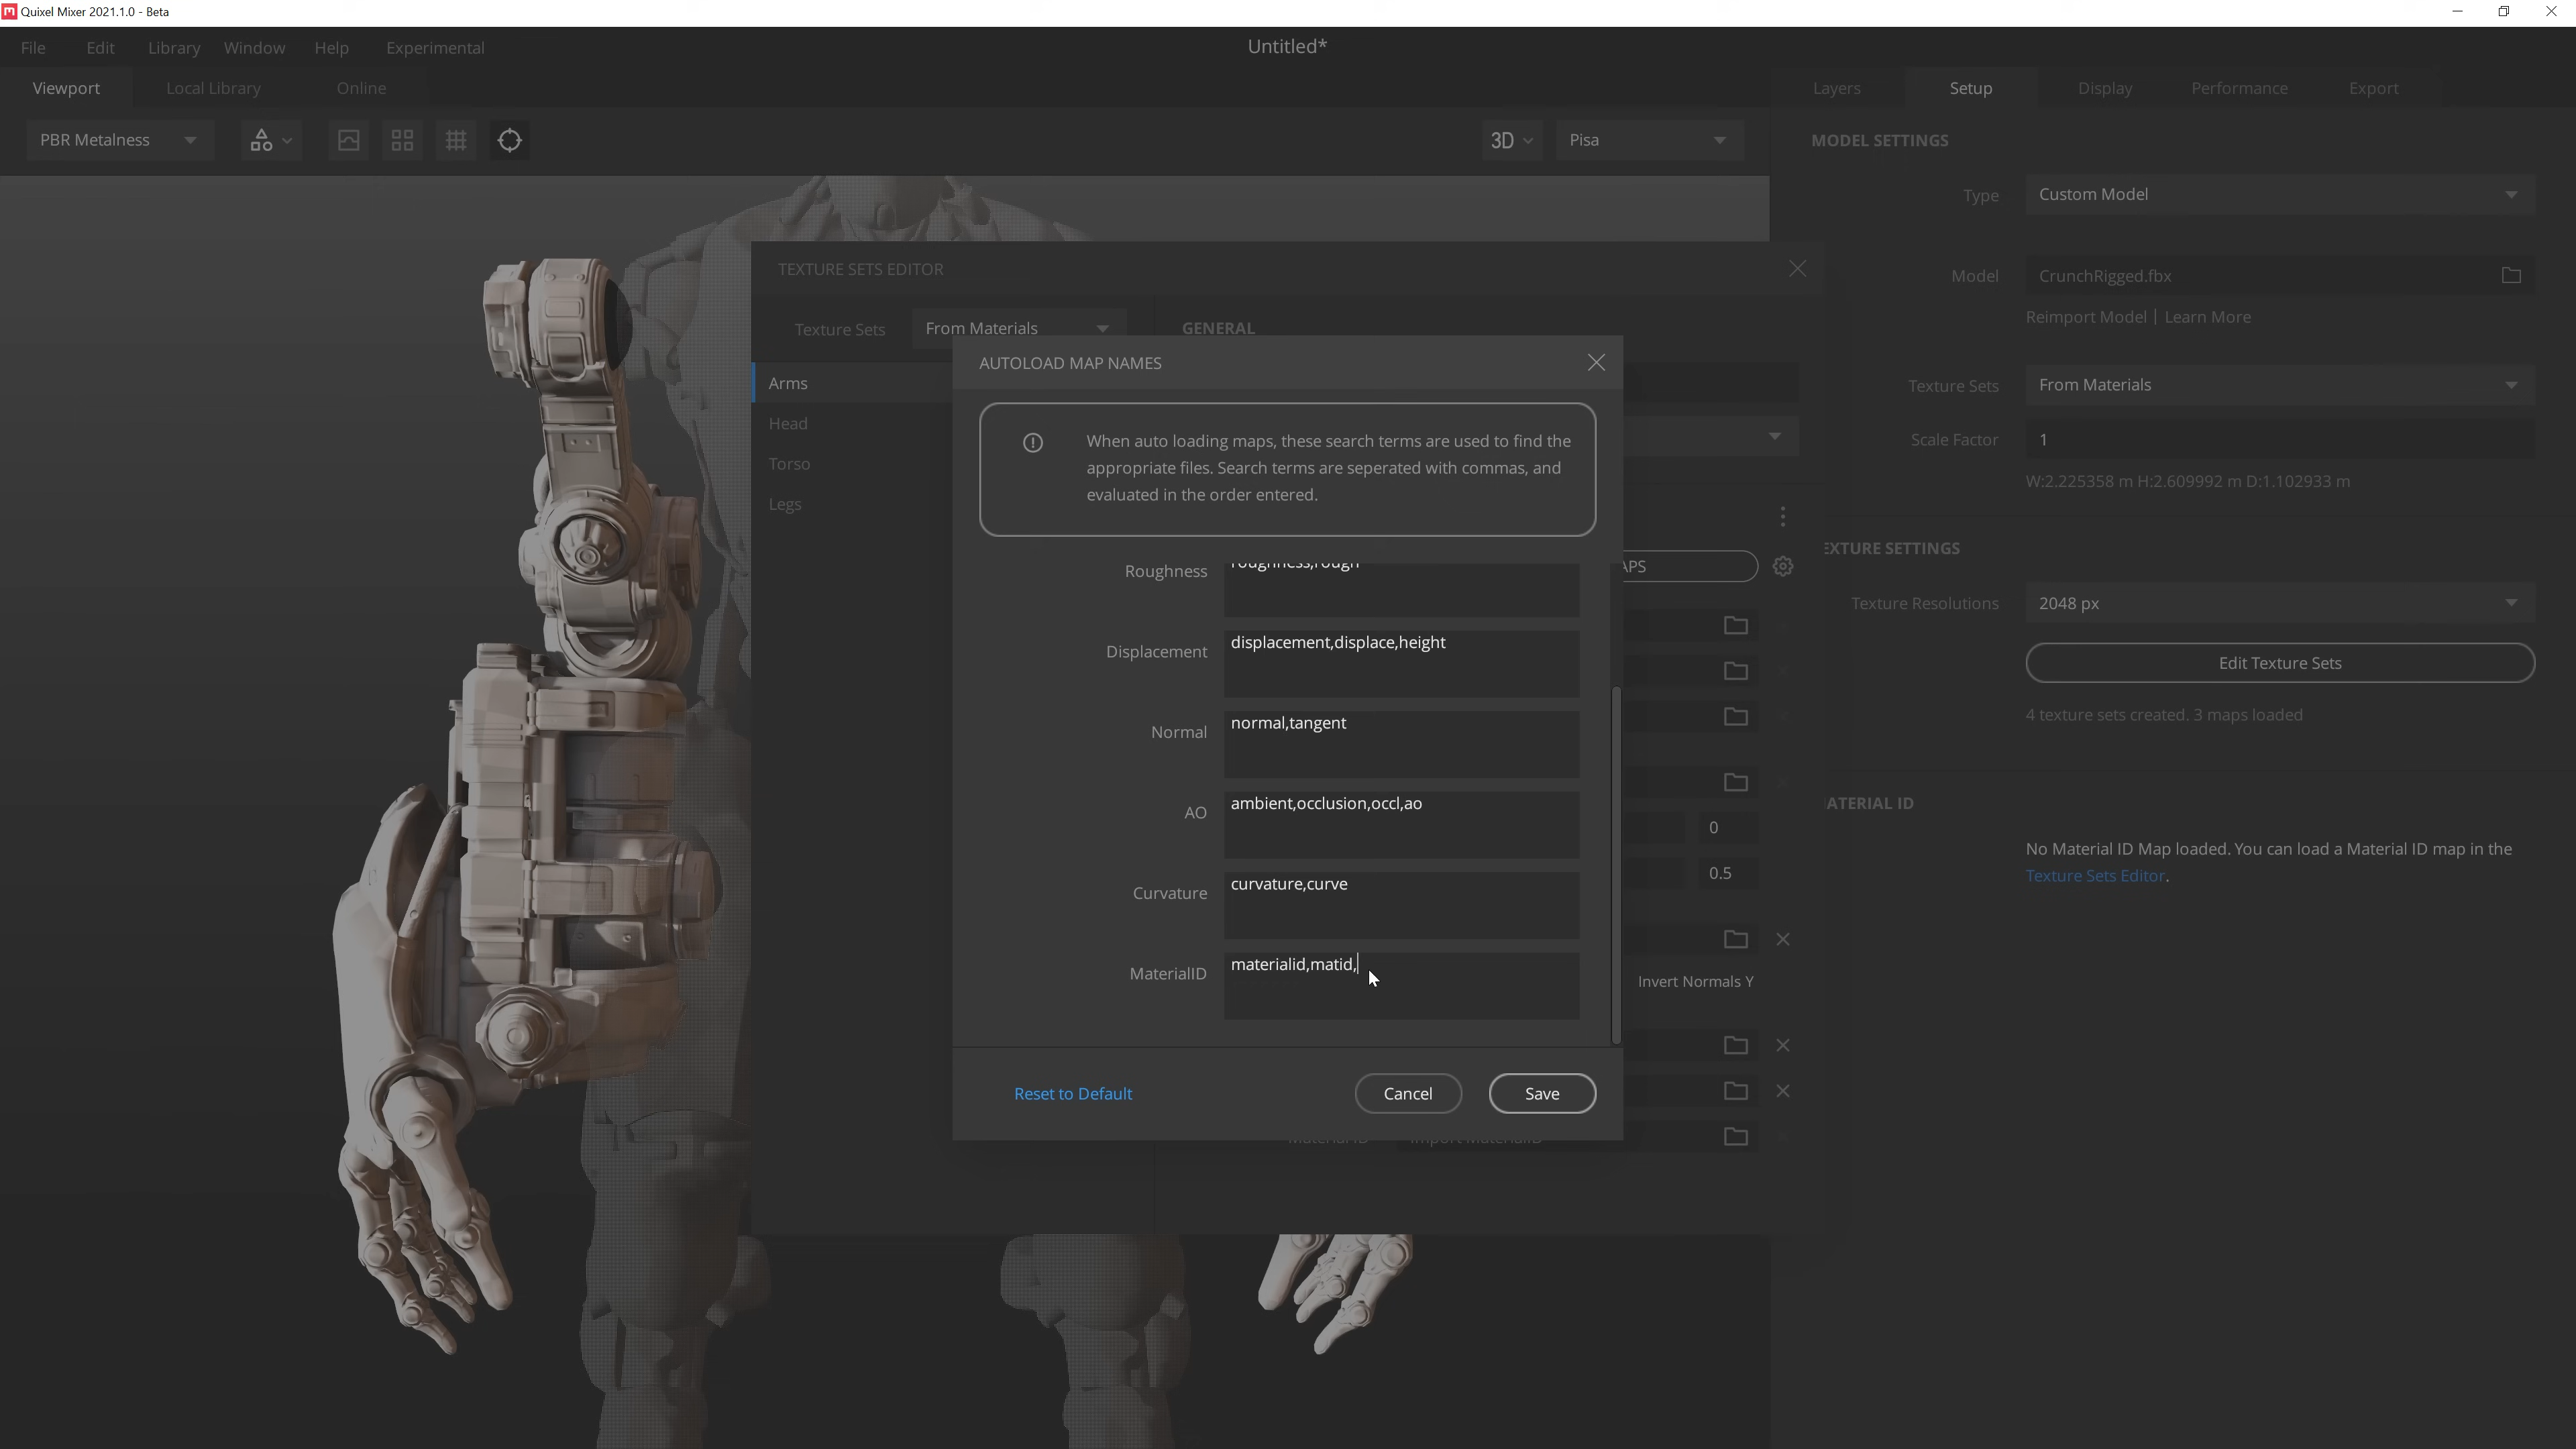 Quixel Mixer 2021.1.0 - Beta
File Edit Library Window Help Experimental
Untitled*
Viewport Local Library Online
Layers Setup Display Performance Export
PBR Metalness
3D
Pisa
MODEL SETTINGS
Type Custom Model
Model CrunchRigged.fbx
Reimport Model | Learn More
Texture Sets From Materials
Scale Factor 1
W:2.225358 m H:2.609992 m D:1.102933 m
EXTURE SETTINGS
Texture Resolutions 2048 px
Edit Texture Sets
4 texture sets created. 3 maps loaded
ATERIAL ID
No Material ID Map loaded. You can load a Material ID map in the
Texture Sets Editor.
TEXTURE SETS EDITOR
Texture Sets From Materials
GENERAL
Arms
Head
Torso
Legs
APS
0
0.5
Invert Normals Y
MaterialID Import MaterialID
AUTOLOAD MAP NAMES
When auto loading maps, these search terms are used to find the
appropriate files. Search terms are seperated with commas, and
evaluated in the order entered.
Roughness roughness,rough
Displacement displacement,displace,height
Normal normal,tangent
AO ambient,occlusion,occl,ao
Curvature curvature,curve
MaterialID materialid,matid,
Reset to Default
Cancel
Save